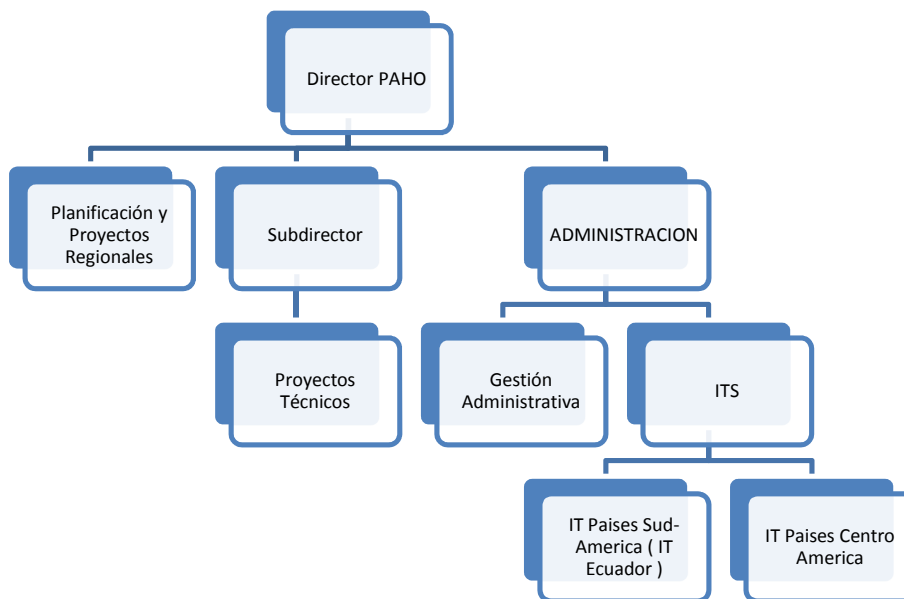 Director PAHO
Planificación y
Proyectos
Regionales
Subdirector
ADMINISTRACION
Proyectos
Técnicos
Gestión
Administrativa
ITS
IT Paises Sud-
America ( IT
Ecuador )
IT Paises Centro
America